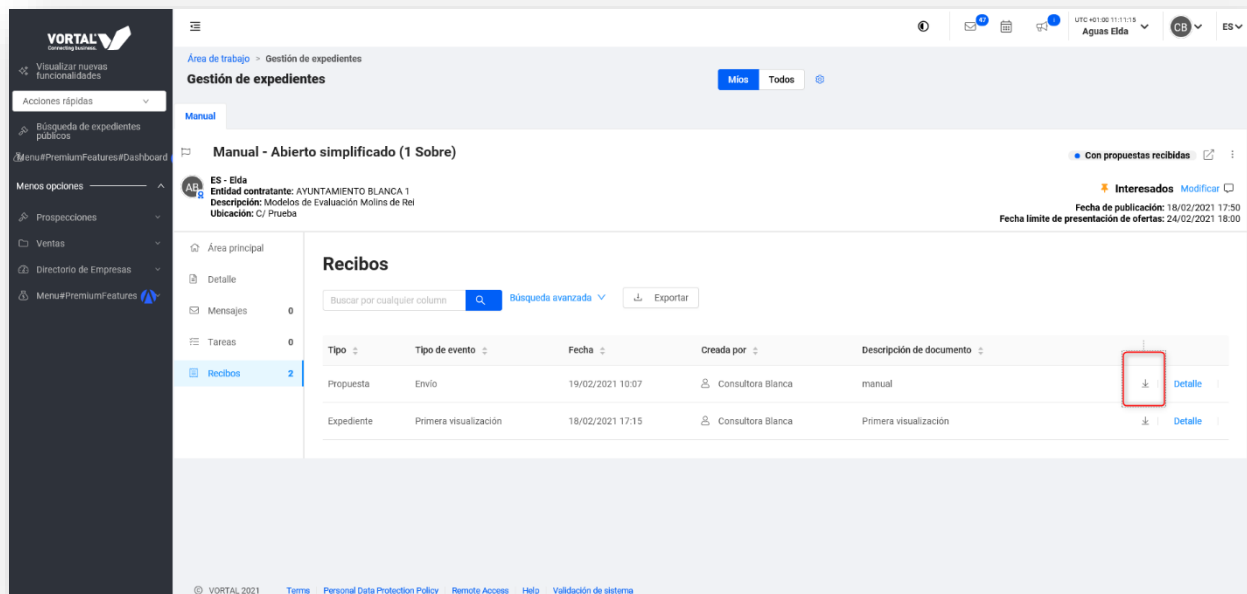 VORTAL
Connecting business.
47
UTC +01:00 11:11:15
Aguas Elda
CB
ES
Visualizar nuevas
funcionalidades
Acciones rápidas
Búsqueda de expedientes
públicos
Menu#PremiumFeatures#Dashboard
Menos opciones
Prospecciones
Ventas
Directorio de Empresas
Menu#PremiumFeatures
Área de trabajo > Gestión de expedientes
Gestión de expedientes
Míos Todos
Manual
Manual - Abierto simplificado (1 Sobre)
Con propuestas recibidas
AB
ES - Elda
Entidad contratante: AYUNTAMIENTO BLANCA 1
Descripción: Modelos de Evaluación Molins de Rei
Ubicación: C/ Prueba
Interesados Modificar
Fecha de publicación: 18/02/2021 17:50
Fecha límite de presentación de ofertas: 24/02/2021 18:00
Área principal
Detalle
Mensajes 0
Tareas 0
Recibos 2
Recibos
Buscar por cualquier column
Búsqueda avanzada
Exportar
Tipo Tipo de evento Fecha Creada por Descripción de documento
Propuesta Envío 19/02/2021 10:07 Consultora Blanca manual Detalle
Expediente Primera visualización 18/02/2021 17:15 Consultora Blanca Primera visualización Detalle
© VORTAL 2021 Terms Personal Data Protection Policy Remote Access Help Validación de sistema